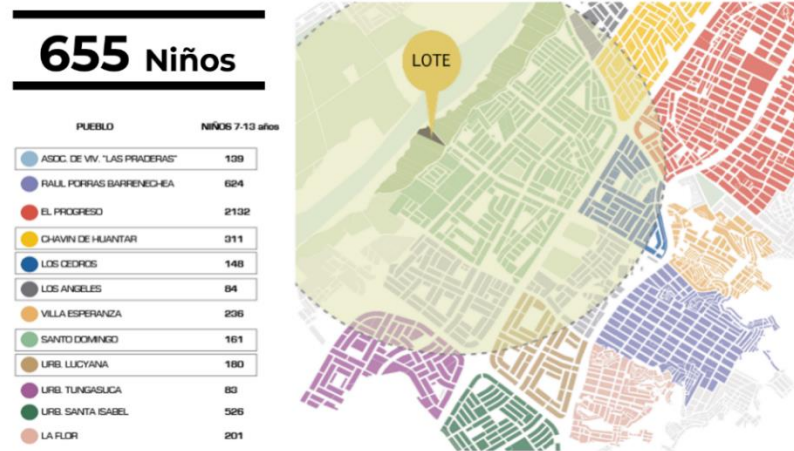 655 Niños
PUEBLO NIÑOS 7-13 años
ASOC. DE VIV. "LAS PRADERAS" 139
RAUL PORRAS BARRENECHEA 624
EL PROGRESO 2132
CHAVIN DE HUANTAR 311
LOS CEDROS 148
LOS ANGELES 84
VILLA ESPERANZA 236
SANTO DOMINGO 161
URB. LUCYANA 180
URB. TUNGASUCA 83
URB. SANTA ISABEL 526
LA FLOR 201
LOTE